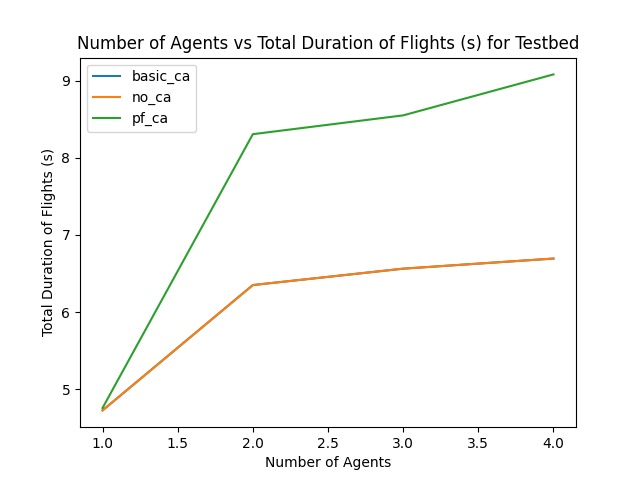 Number of Agents vs Total Duration of Flights (s) for Testbed
basic_ca
no_ca
pf_ca
Total Duration of Flights (s)
9
8
7
6
5
1.0 1.5 2.0 2.5 3.0 3.5 4.0
Number of Agents